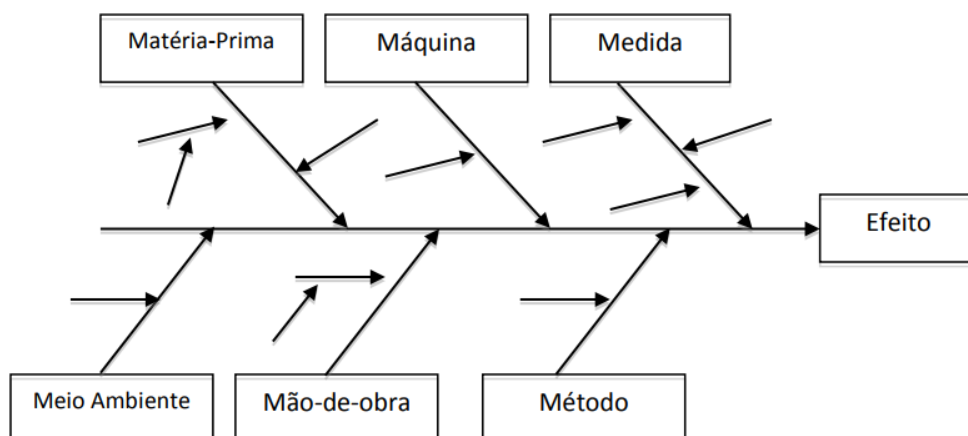 Matéria-Prima
Máquina
Medida
Efeito
Meio Ambiente
Mão-de-obra
Método